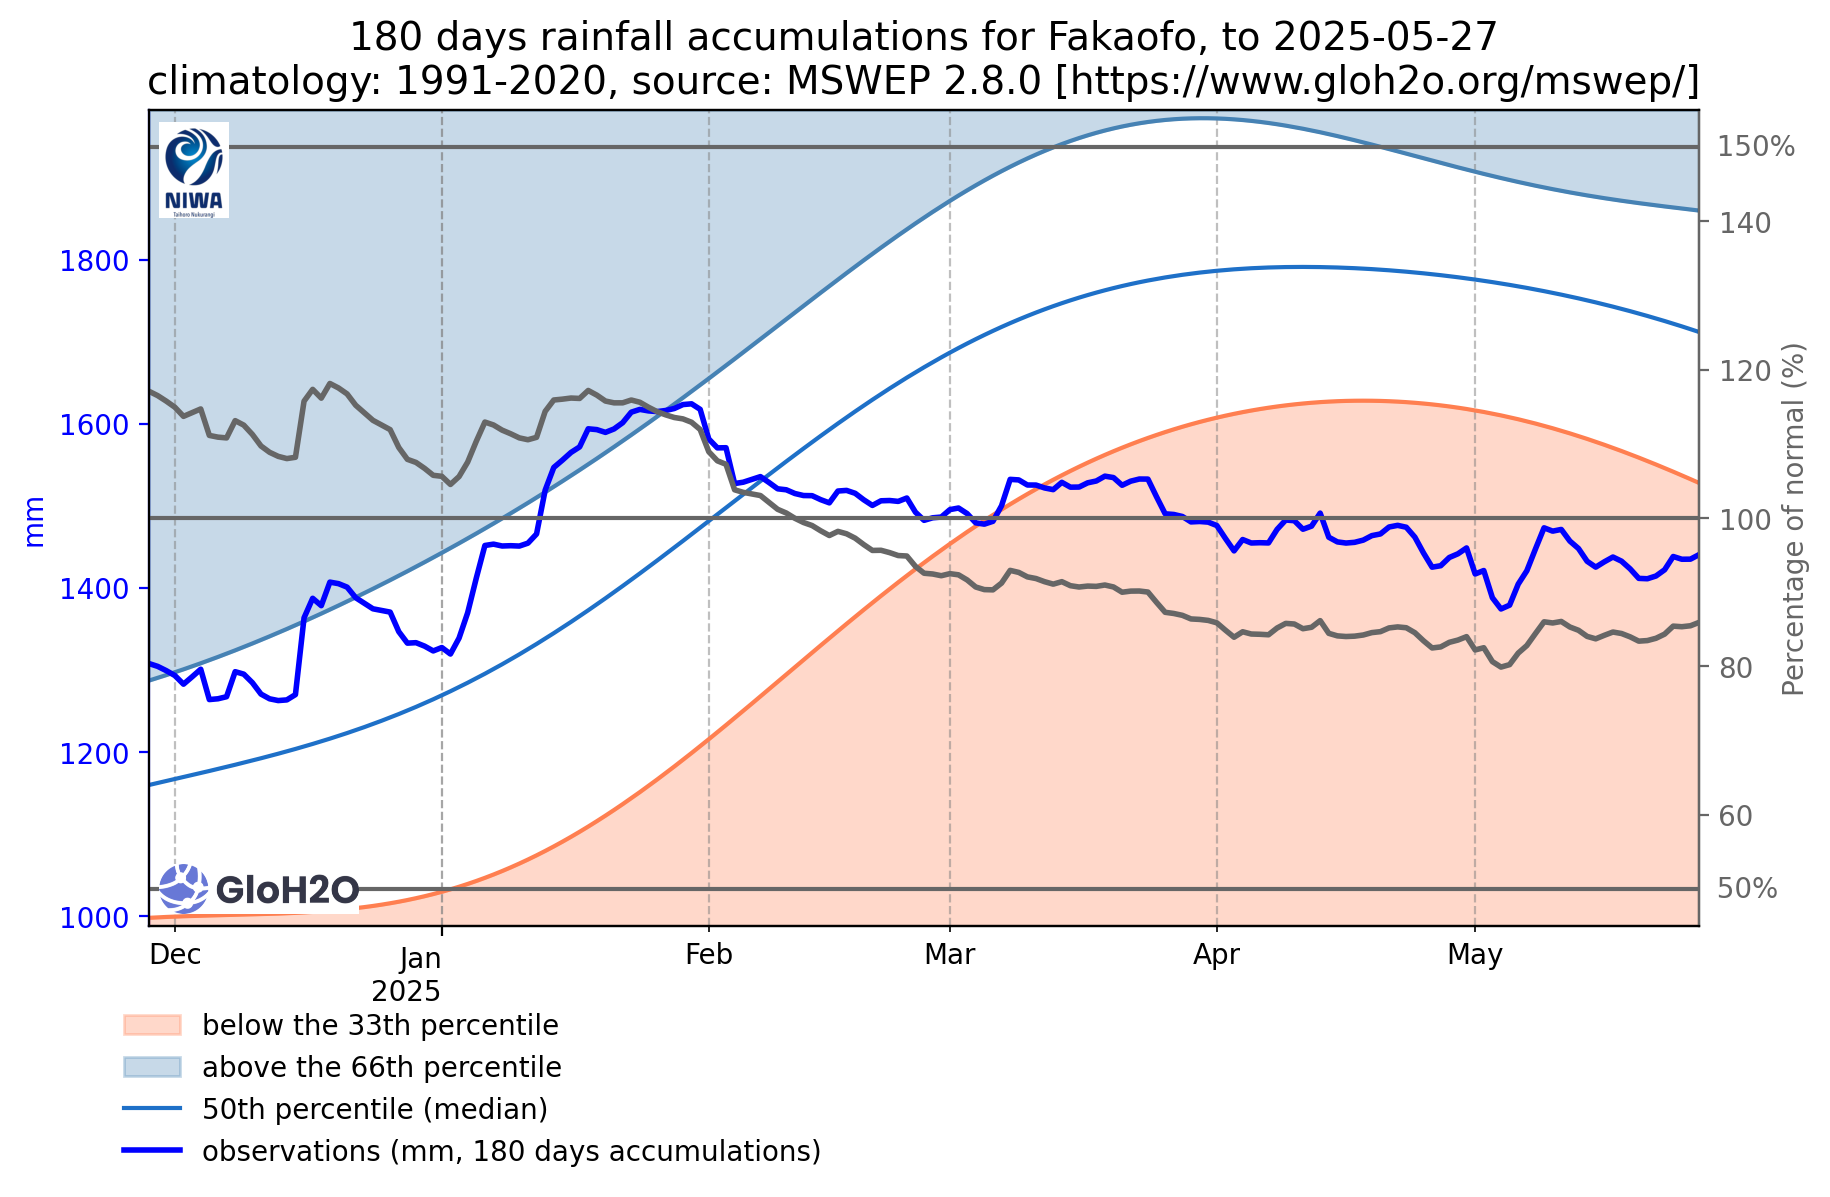 180 days rainfall accumulations for Fakaofo, to 2025-05-27
climatology: 1991-2020, source: MSWEP 2.8.0 [https://www.gloh2o.org/mswep/]
NIWA
Taihoro Nukurangi
150%
140
1800
120
1600
mm
100
Percentage of normal (%)
1400
80
1200
60
GloH2O
50%
1000
Dec
Jan
2025
Feb
Mar
Apr
May
below the 33th percentile
above the 66th percentile
50th percentile (median)
observations (mm, 180 days accumulations)